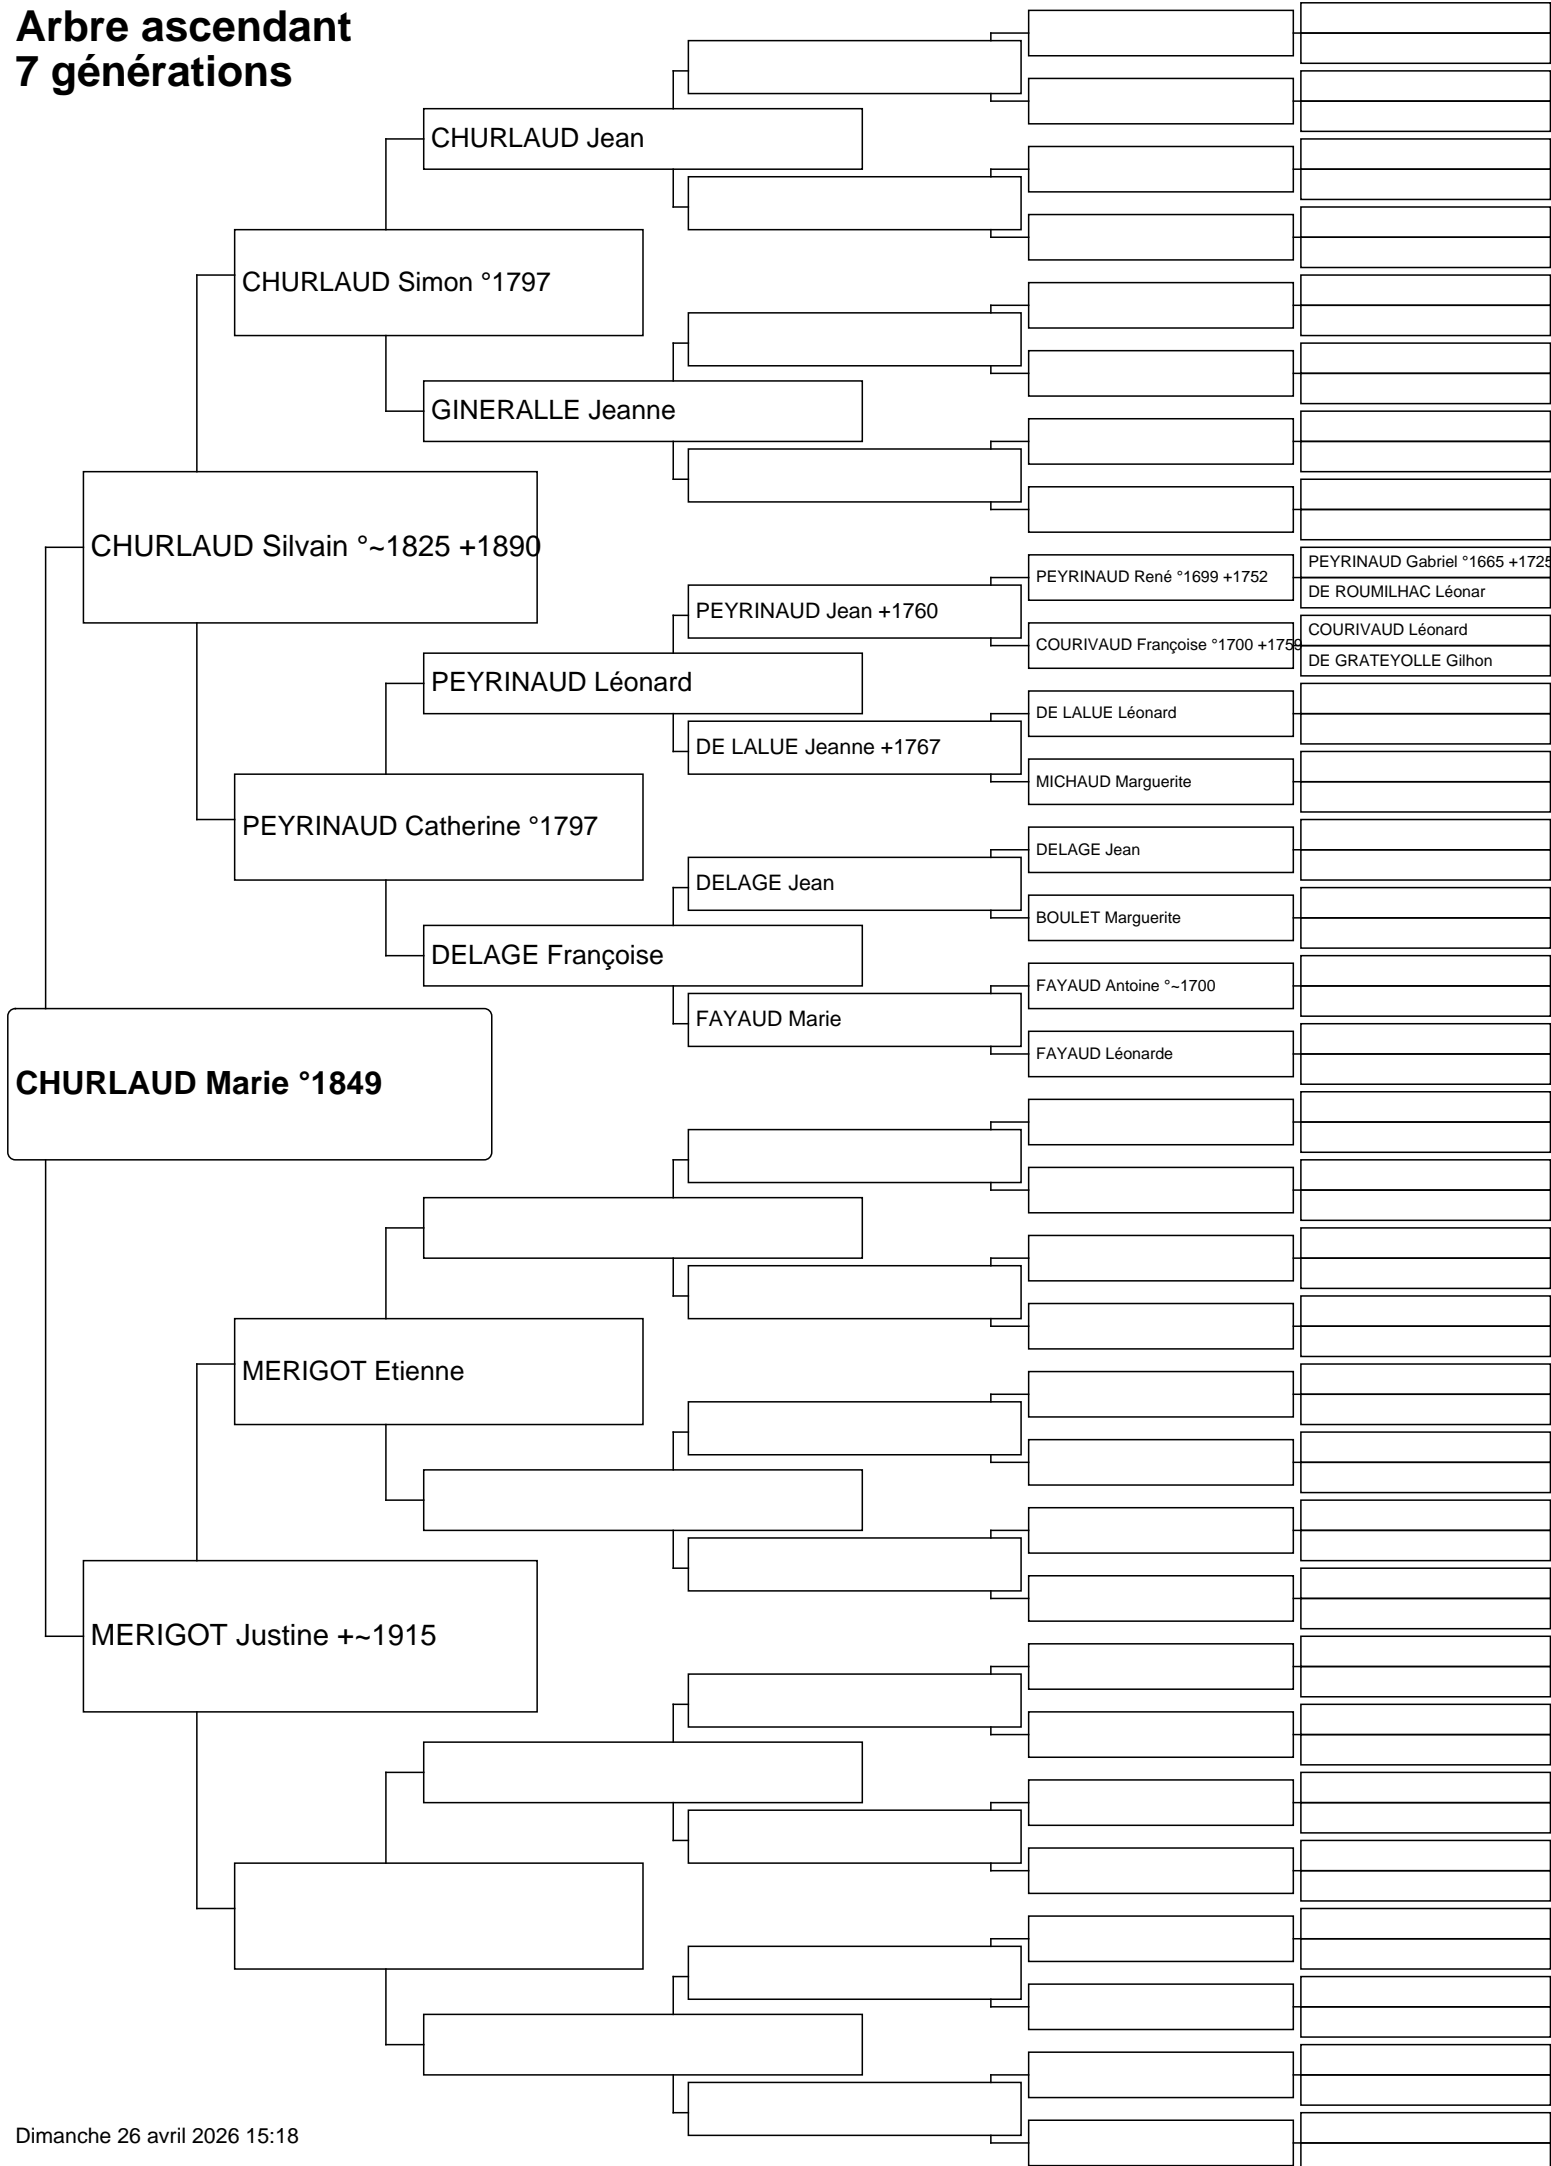 Arbre ascendant
7 générations
CHURLAUD Jean
CHURLAUD Simon °1797
GINERALLE Jeanne
CHURLAUD Silvain °~1825 +1890
PEYRINAUD René °1699 +1752
PEYRINAUD Gabriel °1665 +1725
DE ROUMILHAC Léonar
PEYRINAUD Jean +1760
COURIVAUD Françoise °1700 +1759
COURIVAUD Léonard
DE GRATEYOLLE Gilhon
PEYRINAUD Léonard
DE LALUE Léonard
DE LALUE Jeanne +1767
MICHAUD Marguerite
PEYRINAUD Catherine °1797
DELAGE Jean
DELAGE Jean
BOULET Marguerite
DELAGE Françoise
FAYAUD Antoine °~1700
FAYAUD Marie
FAYAUD Léonarde
CHURLAUD Marie °1849
MERIGOT Etienne
MERIGOT Justine +~1915
Dimanche 26 avril 2026 15:18